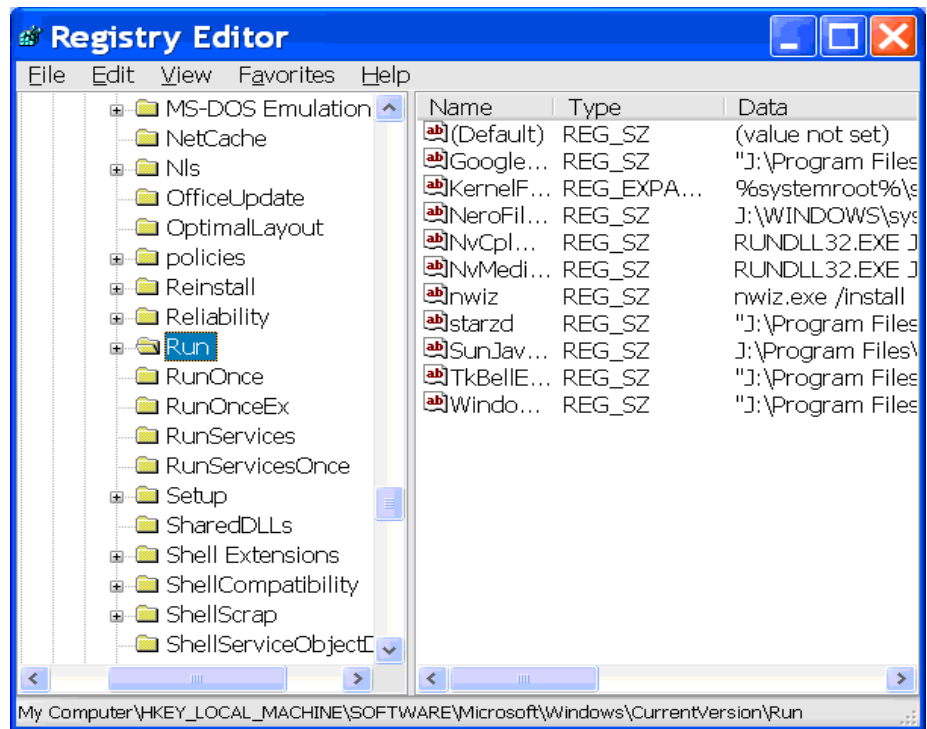 Registry Editor
File Edit View Favorites Help
MS-DOS Emulation
NetCache
Nls
OfficeUpdate
OptimalLayout
policies
Reinstall
Reliability
Run
RunOnce
RunOnceEx
RunServices
RunServicesOnce
Setup
SharedDLLs
Shell Extensions
ShellCompatibility
ShellScrap
ShellServiceObjectD
Name Type Data
(Default) REG_SZ (value not set)
Google... REG_SZ "J:\Program Files
KernelF... REG_EXPA... %systemroot%\s
NeroFil... REG_SZ J:\WINDOWS\sys
NvCpl... REG_SZ RUNDLL32.EXE J
NvMedi... REG_SZ RUNDLL32.EXE J
nwiz REG_SZ nwiz.exe /install
starzd REG_SZ "J:\Program Files
SunJav... REG_SZ J:\Program Files\
TkBellE... REG_SZ "J:\Program Files
Windo... REG_SZ "J:\Program Files
My Computer\HKEY_LOCAL_MACHINE\SOFTWARE\Microsoft\Windows\CurrentVersion\Run